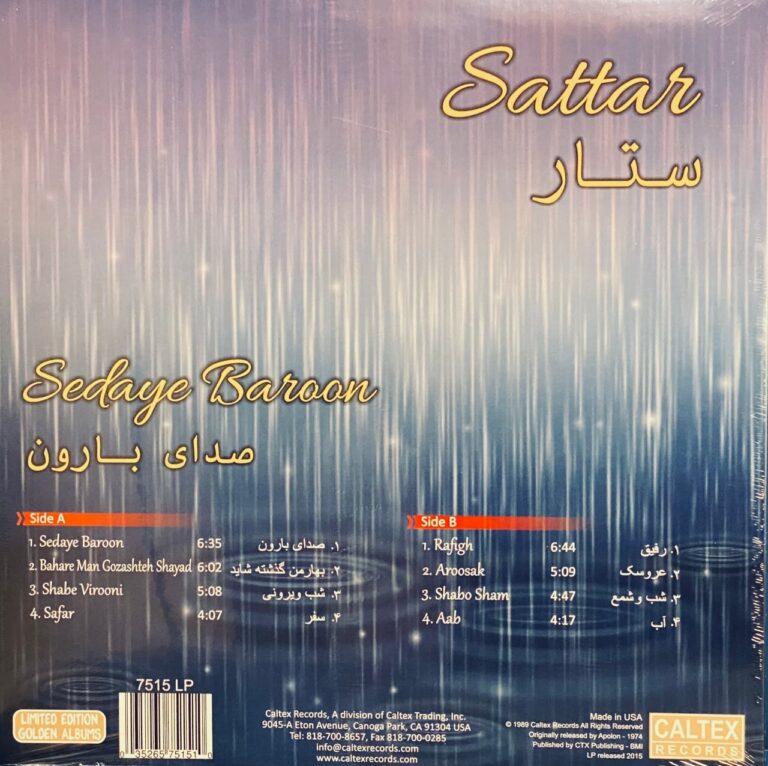 Sattar
ستار
Sedaye Baroon
صدای بارون
Side A
1. Sedaye Baroon 6:35 ۱. صدای بارون
2. Bahare Man Gozashteh Shayad 6:02 ۲. بهارمن گذشته شاید
3. Shabe Virooni 5:08 ۳. شب ویرونی
4. Safar 4:07 ۴. سفر
Side B
1. Rafigh 6:44 ۱. رفیق
2. Aroosak 5:09 ۲. عروسک
3. Shabo Sham 4:47 ۳. شب و شمع
4. Aab 4:17 ۴. آب
LIMITED EDITION
GOLDEN ALBUMS
7515 LP
0 35265 75151 0
Caltex Records, A division of Caltex Trading, Inc.
9045-A Eton Avenue, Canoga Park, CA 91304 USA
Tel: 818-700-8657, Fax 818-700-0285
info@caltexrecords.com
www.caltexrecords.com
Made in USA
© 1989 Caltex Records All Rights Reserved
Originally released by Apolon - 1974
Published by CTX Publishing - BMI
LP released 2015
CALTEX
RECORDS